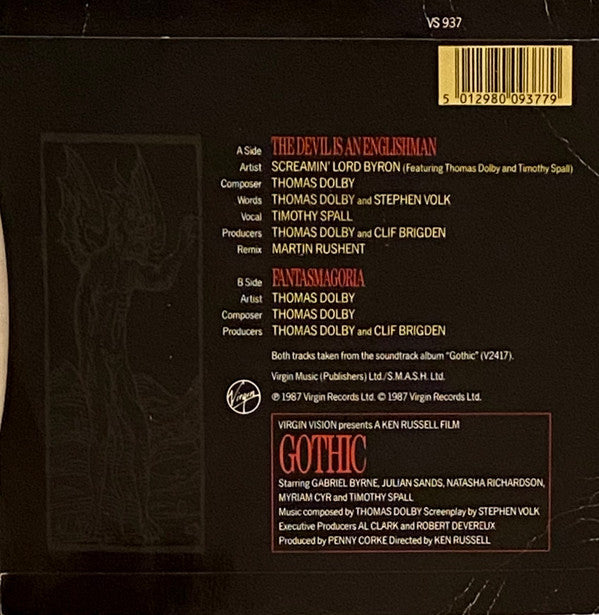 VS 937
5 012980 093779
A Side THE DEVIL IS AN ENGLISHMAN
Artist SCREAMIN' LORD BYRON (Featuring Thomas Dolby and Timothy Spall)
Composer THOMAS DOLBY
Words THOMAS DOLBY and STEPHEN VOLK
Vocal TIMOTHY SPALL
Producers THOMAS DOLBY and CLIF BRIGDEN
Remix MARTIN RUSHENT
B Side FANTASMAGORIA
Artist THOMAS DOLBY
Composer THOMAS DOLBY
Producers THOMAS DOLBY and CLIF BRIGDEN
Both tracks taken from the soundtrack album "Gothic" (V2417).
Virgin Music (Publishers) Ltd./S.M.A.S.H. Ltd.
Virgin
℗ 1987 Virgin Records Ltd. © 1987 Virgin Records Ltd.
VIRGIN VISION presents A KEN RUSSELL FILM
GOTHIC
Starring GABRIEL BYRNE, JULIAN SANDS, NATASHA RICHARDSON,
MYRIAM CYR and TIMOTHY SPALL
Music composed by THOMAS DOLBY Screenplay by STEPHEN VOLK
Executive Producers AL CLARK and ROBERT DEVEREUX
Produced by PENNY CORKE Directed by KEN RUSSELL